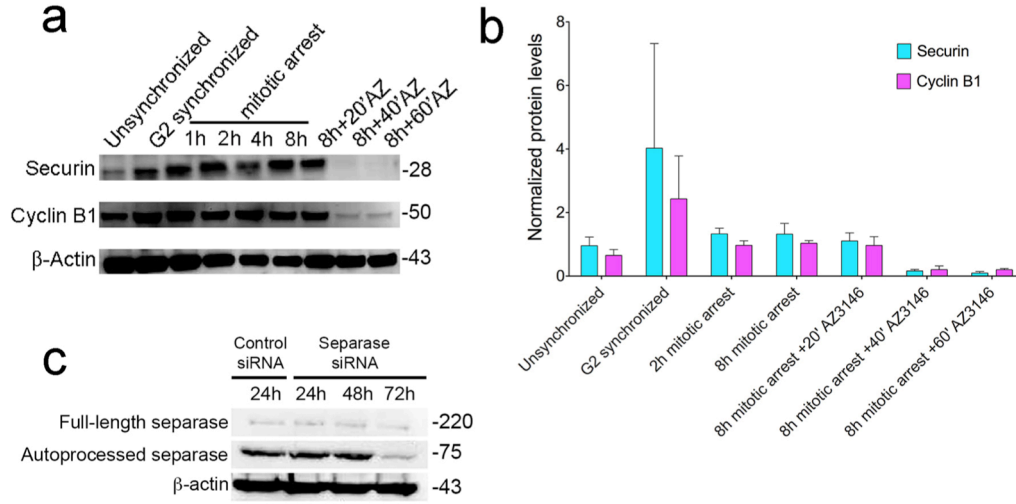 a
Unsynchronized
G2 synchronized
mitotic arrest
1h 2h 4h 8h
8h+20'AZ
8h+40'AZ
8h+60'AZ
Securin
-28
Cyclin B1
-50
β-Actin
-43
b
Normalized protein levels
8
6
4
2
0
Securin
Cyclin B1
Unsynchronized
G2 synchronized
2h mitotic arrest
8h mitotic arrest
8h mitotic arrest +20' AZ3146
8h mitotic arrest +40' AZ3146
8h mitotic arrest +60' AZ3146
c
Control
siRNA
Separase
siRNA
24h 24h 48h 72h
Full-length separase
-220
Autoprocessed separase
-75
β-actin
-43